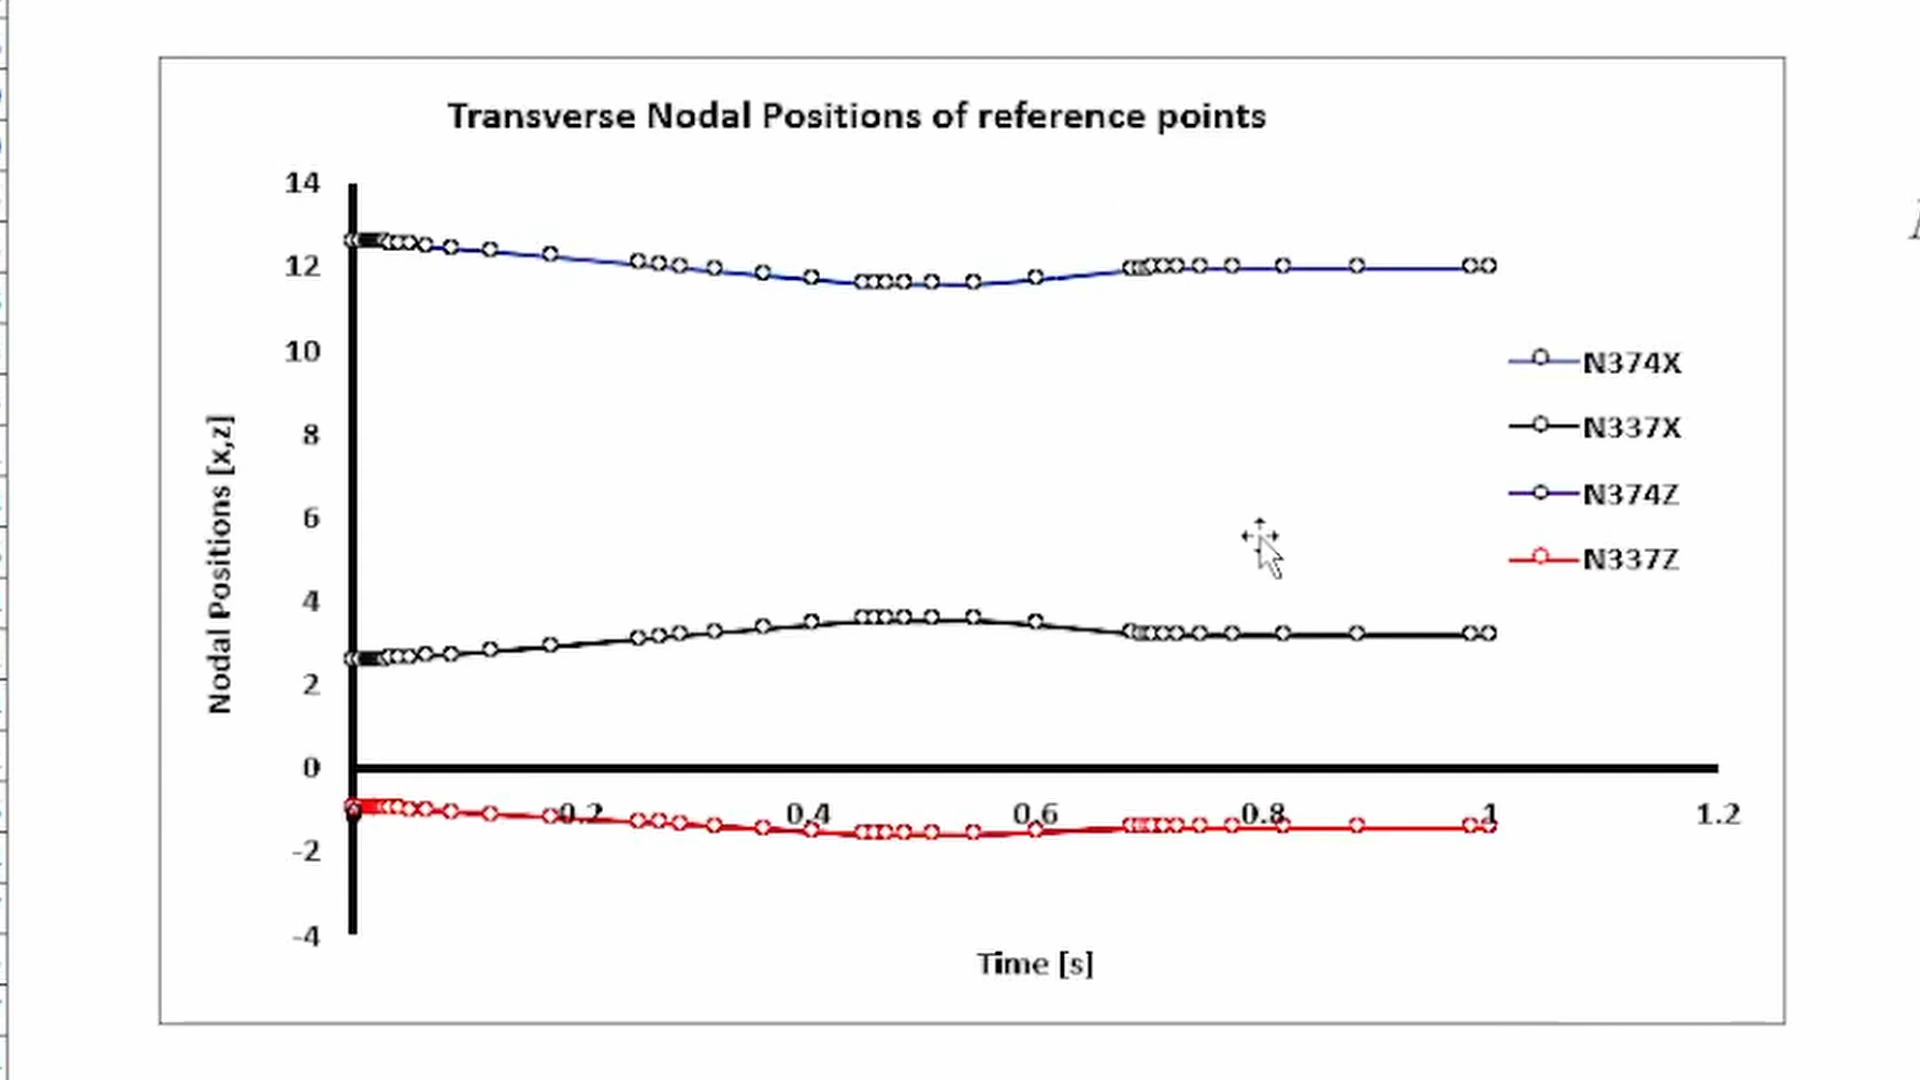 Transverse Nodal Positions of reference points
14
12
10
8
6
4
2
0
-2
-4
Nodal Positions [x,z]
0.2
0.4
0.6
0.8
1
1.2
Time [s]
N374X
N337X
N374Z
N337Z